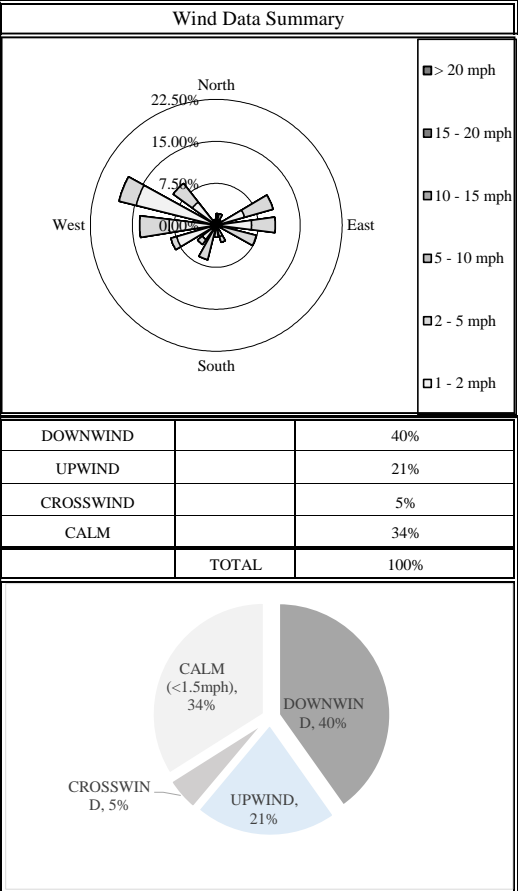 Wind Data Summary
North
22.50%
15.00%
7.50%
0.00%
West
East
South
> 20 mph
15 - 20 mph
10 - 15 mph
5 - 10 mph
2 - 5 mph
1 - 2 mph
DOWNWIND 40%
UPWIND 21%
CROSSWIND 5%
CALM 34%
TOTAL 100%
CALM
(<1.5mph),
34%
DOWNWIN
D, 40%
CROSSWIN
D, 5%
UPWIND,
21%